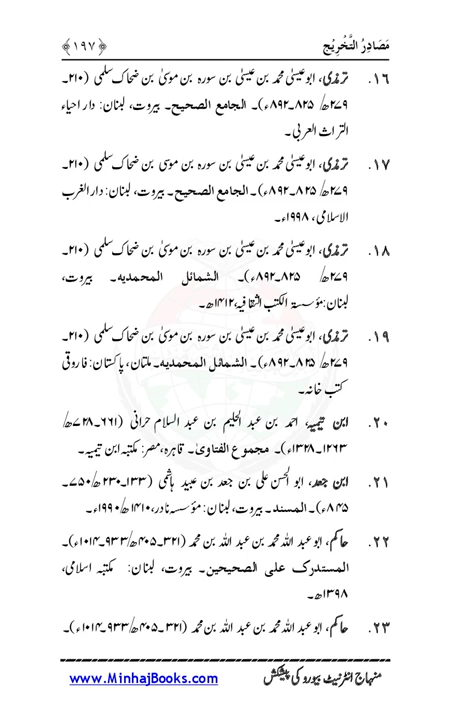 مَصَادِرُ التَّخْرِيْج
﴿ ۱۹۷ ﴾
۱۶. ترمذی، ابو عیسیٰ محمد بن عیسیٰ بن سورہ بن موسیٰ بن ضحاک سلمی (۲۱۰۔
۲۷۹ھ/ ۸۲۵۔۸۹۲ء)۔ الجامع الصحیح۔ بیروت، لبنان: دار احیاء
التراث العربی۔
۱۷. ترمذی، ابو عیسیٰ محمد بن عیسیٰ بن سورہ بن موسی بن ضحاک سلمی (۲۱۰۔
۲۷۹ھ/ ۸۲۵۔۸۹۲ء)۔ الجامع الصحیح۔ بیروت، لبنان: دار الغرب
الاسلامی، ۱۹۹۸ء۔
۱۸. ترمذی، ابو عیسیٰ محمد بن عیسیٰ بن سورہ بن موسیٰ بن ضحاک سلمی (۲۱۰۔
۲۷۹ھ/ ۸۲۵۔۸۹۲ء)۔ الشمائل المحمدیه۔ بیروت،
لبنان: مؤسسۃ الکتب الثقافیہ، ۱۴۱۲ھ۔
۱۹. ترمذی، ابو عیسیٰ محمد بن عیسیٰ بن سورہ بن موسیٰ بن ضحاک سلمی (۲۱۰۔
۲۷۹ھ/ ۸۲۵۔۸۹۲ء)۔ الشمائل المحمدیه۔ ملتان، پاکستان: فاروقی
کتب خانہ۔
۲۰. ابن تیمیہ، احمد بن عبد الحلیم بن عبد السلام حرانی (۶۶۱۔۷۲۸ھ/
۱۲۶۳۔۱۳۲۸ء)۔ مجموع الفتاویٰ۔ قاہرہ، مصر: مکتبہ ابن تیمیہ۔
۲۱. ابن جعد، ابو الحسن علی بن جعد بن عبید ہاشمی (۱۳۳۔۲۳۰ھ/ ۷۵۰۔
۸۴۵ء)۔ المسند۔ بیروت، لبنان: مؤسسہ نادر، ۱۴۱۰ھ/ ۱۹۹۰ء۔
۲۲. حاکم، ابو عبد اللہ محمد بن عبد اللہ بن محمد (۳۲۱۔۴۰۵ھ/ ۹۳۳۔۱۰۱۴ء)۔
المستدرک علی الصحیحین۔ بیروت، لبنان: مکتبہ اسلامی،
۱۳۹۸ھ۔
۲۳. حاکم، ابو عبد اللہ محمد بن عبد اللہ بن محمد (۳۲۱۔۴۰۵ھ/ ۹۳۳۔۱۰۱۴ء)۔
منہاج انٹرنیٹ بیورو کی پیشکش
www.MinhajBooks.com